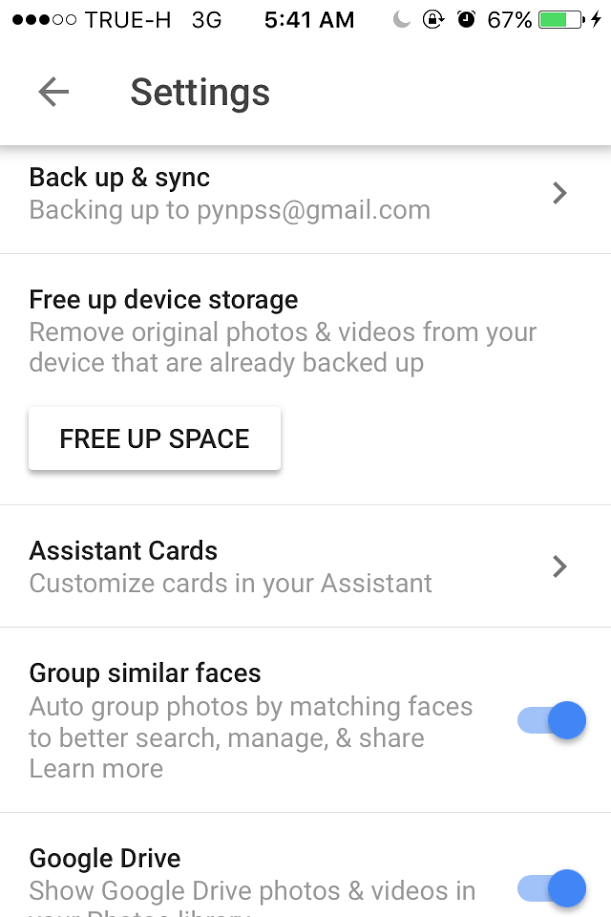 TRUE-H 3G 5:41 AM 67%
Settings
Back up & sync
Backing up to pynpss@gmail.com
Free up device storage
Remove original photos & videos from your
device that are already backed up
FREE UP SPACE
Assistant Cards
Customize cards in your Assistant
Group similar faces
Auto group photos by matching faces
to better search, manage, & share
Learn more
Google Drive
Show Google Drive photos & videos in
your Photos library